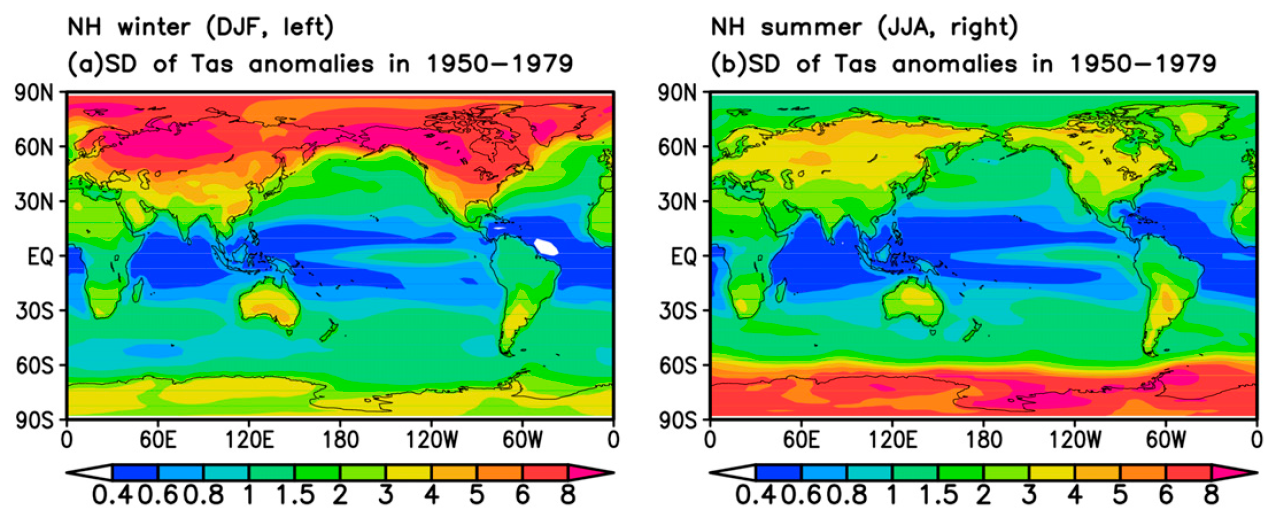 NH winter (DJF, left)
(a)SD of Tas anomalies in 1950−1979
90N
60N
30N
EQ
30S
60S
90S
0 60E 120E 180 120W 60W 0
0.4 0.6 0.8 1 1.5 2 3 4 5 6 8
NH summer (JJA, right)
(b)SD of Tas anomalies in 1950−1979
90N
60N
30N
EQ
30S
60S
90S
0 60E 120E 180 120W 60W 0
0.4 0.6 0.8 1 1.5 2 3 4 5 6 8